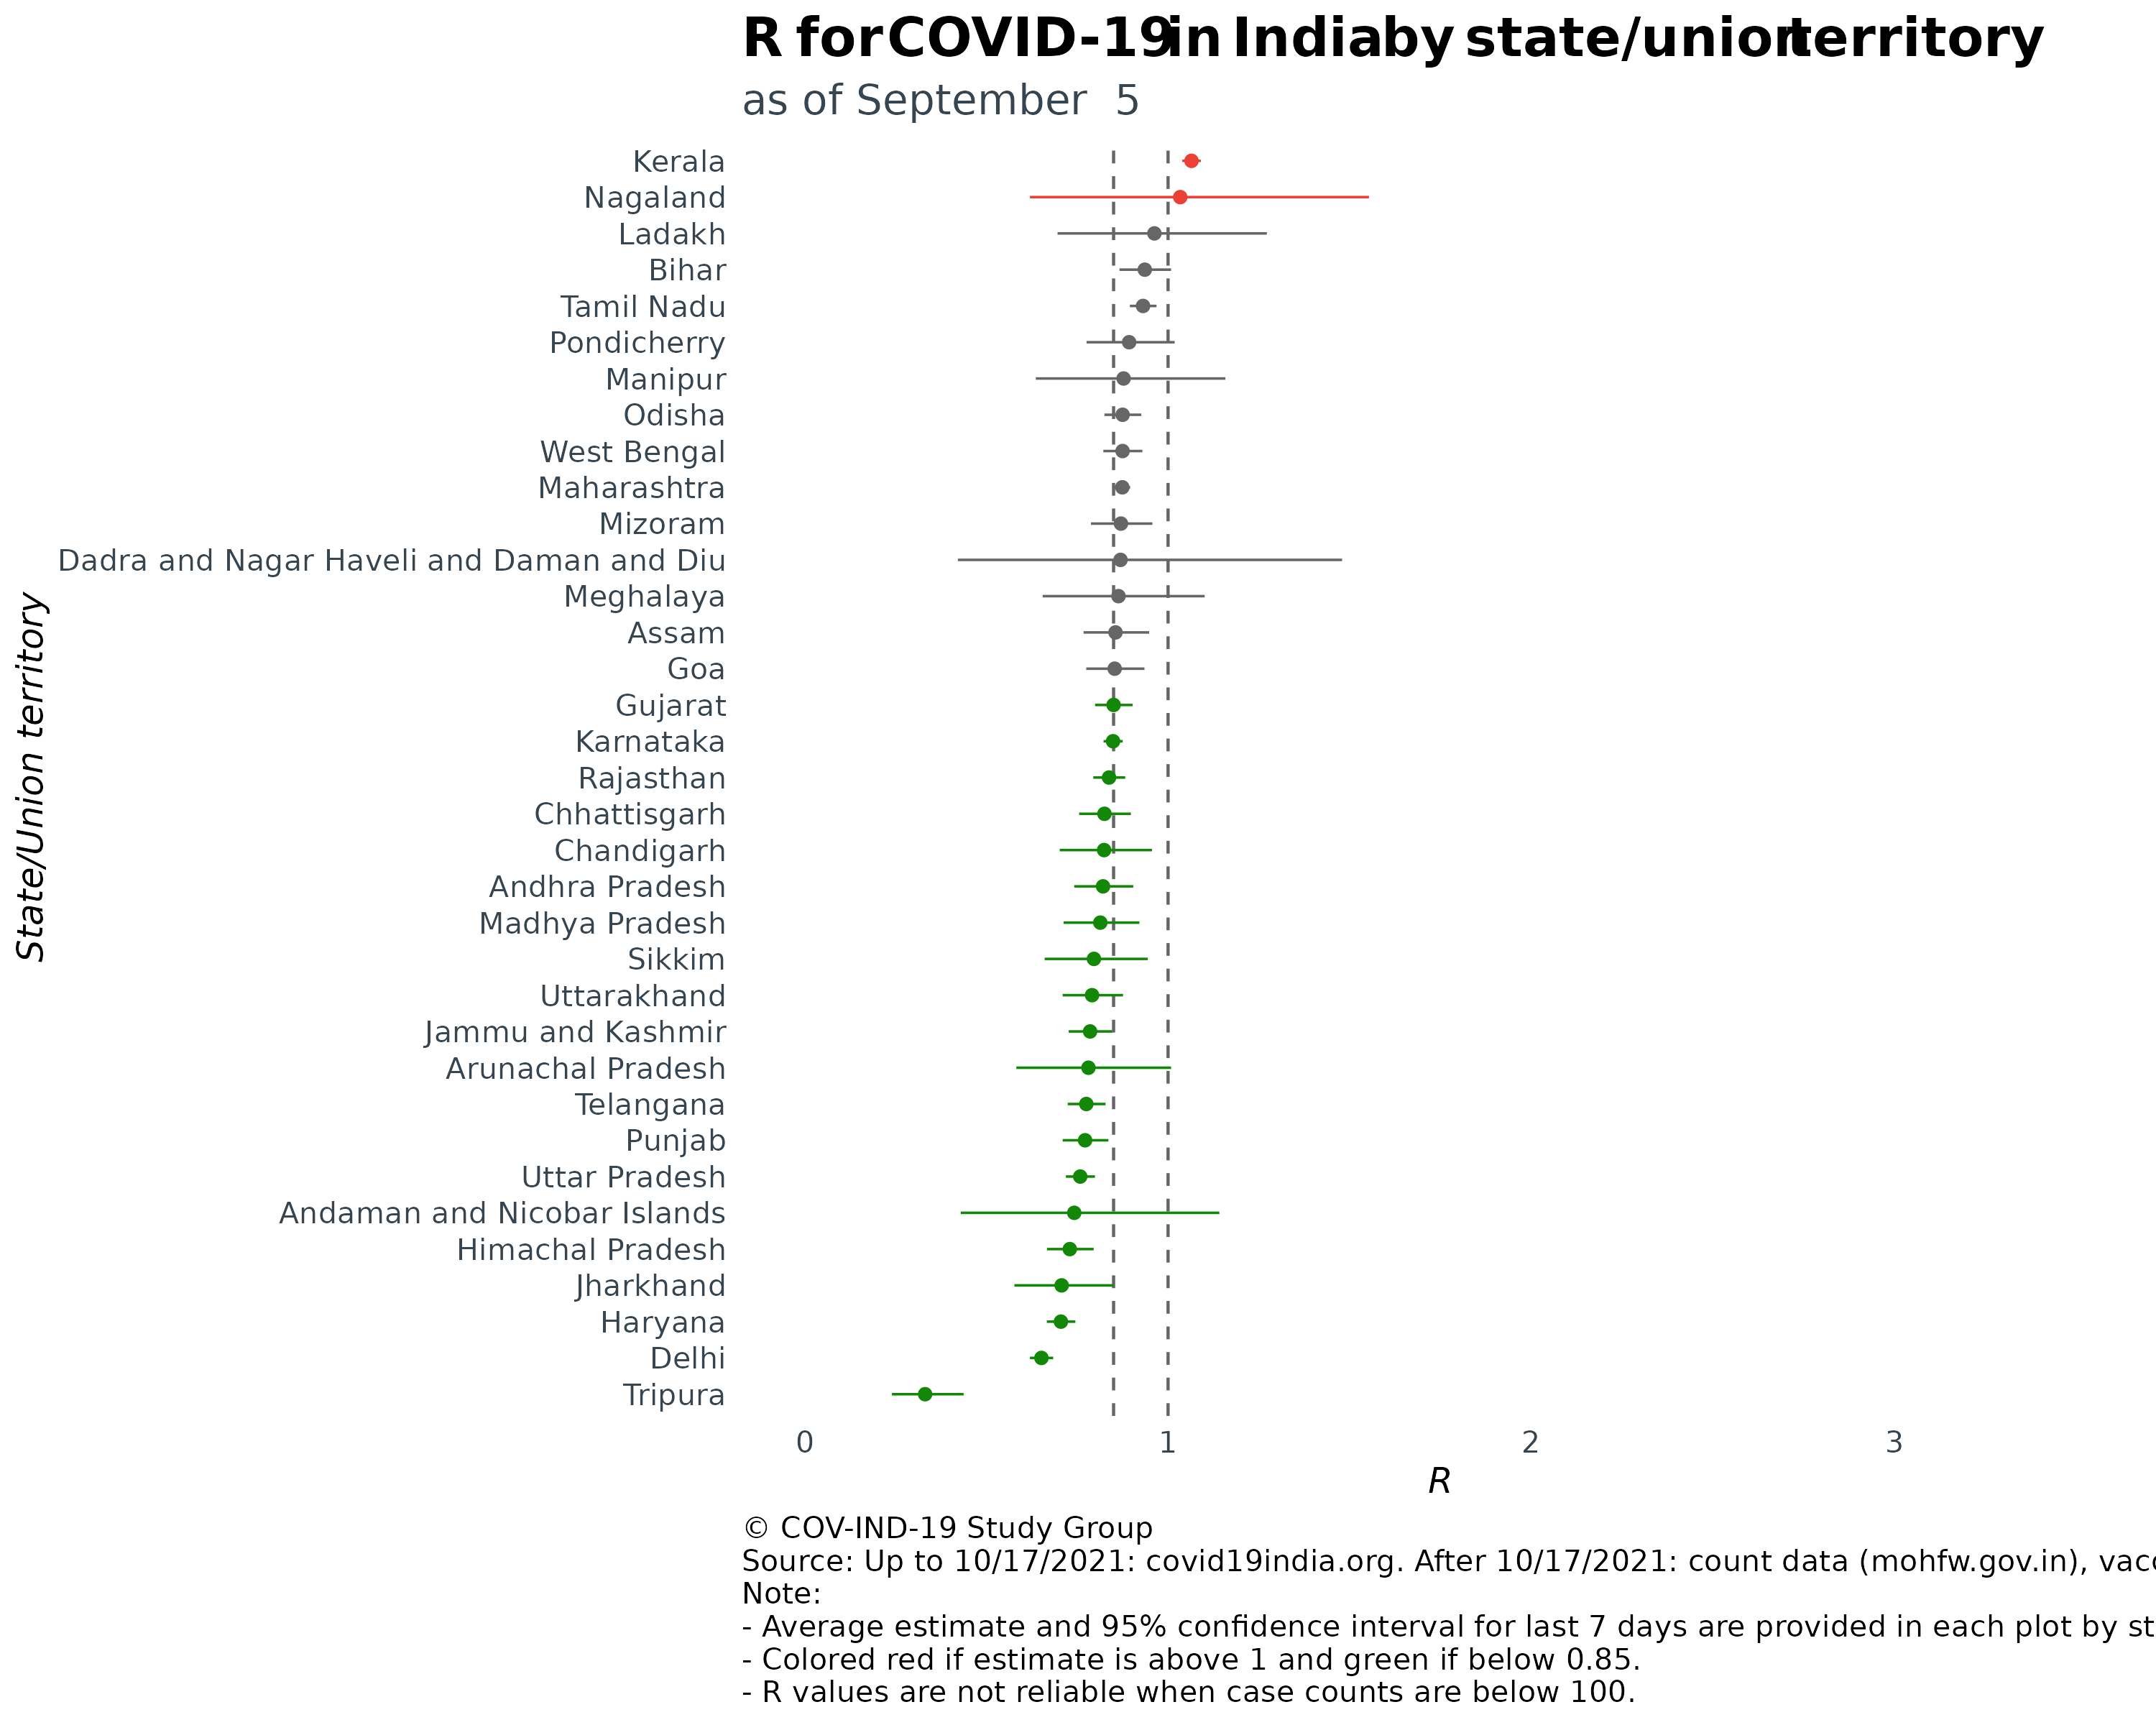 R for COVID-19 in India by state/union territory
as of September 5
Kerala
Nagaland
Ladakh
Bihar
Tamil Nadu
Pondicherry
Manipur
Odisha
West Bengal
Maharashtra
Mizoram
Dadra and Nagar Haveli and Daman and Diu
Meghalaya
Assam
Goa
Gujarat
Karnataka
Rajasthan
Chhattisgarh
Chandigarh
Andhra Pradesh
Madhya Pradesh
Sikkim
Uttarakhand
Jammu and Kashmir
Arunachal Pradesh
Telangana
Punjab
Uttar Pradesh
Andaman and Nicobar Islands
Himachal Pradesh
Jharkhand
Haryana
Delhi
Tripura
State/Union territory
0 1 2 3
R
© COV-IND-19 Study Group
Source: Up to 10/17/2021: covid19india.org. After 10/17/2021: count data (mohfw.gov.in),
Note:
- Average estimate and 95% confidence interval for last 7 days are provided in each plot by
- Colored red if estimate is above 1 and green if below 0.85.
- R values are not reliable when case counts are below 100.